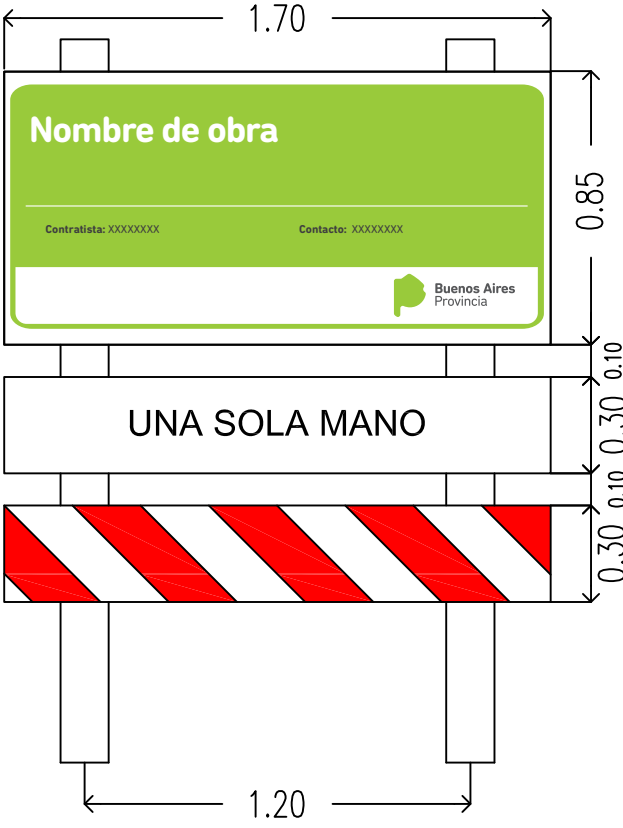 1.70
Nombre de obra
0.85
Contratista: XXXXXXXX Contacto: XXXXXXXX
Buenos Aires
Provincia
0.10
UNA SOLA MANO
0.30
0.10
0.30
1.20